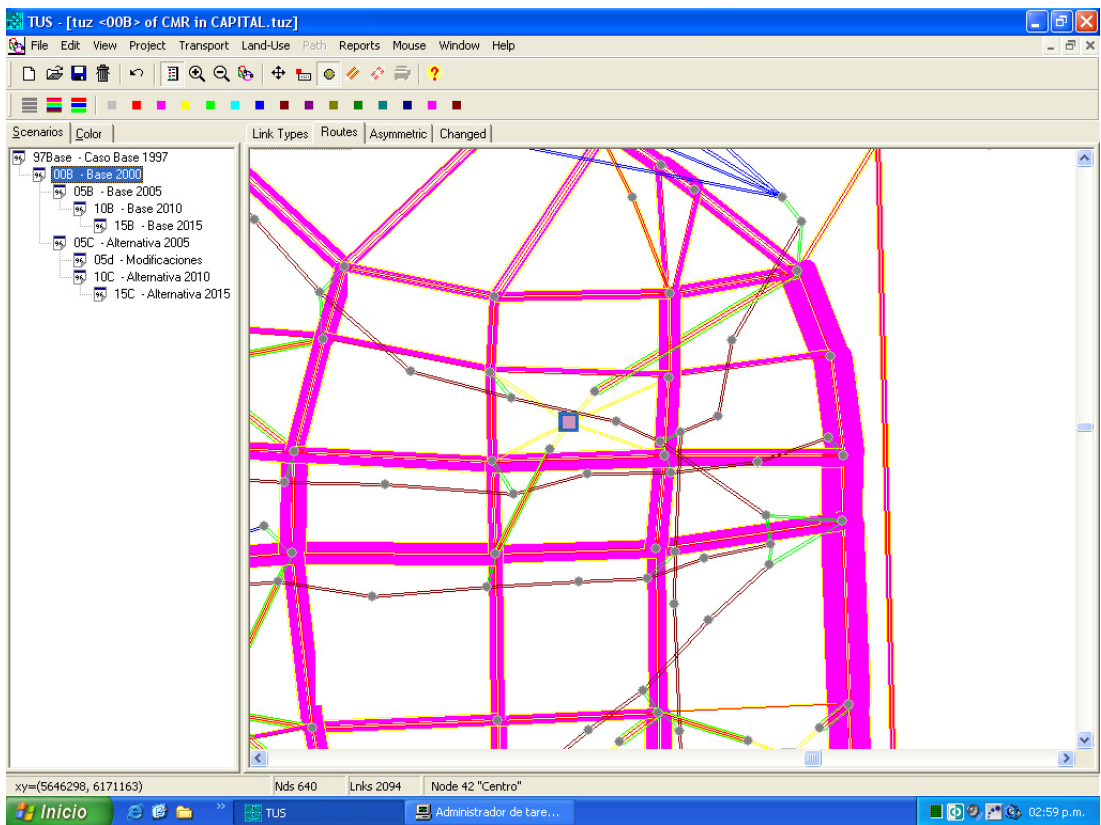 TUS - [tuz <00B> of CMR in CAPITAL.tuz]
File Edit View Project Transport Land-Use Path Reports Mouse Window Help
Scenarios Color
Link Types Routes Asymmetric Changed
97Base - Caso Base 1997
00B - Base 2000
05B - Base 2005
10B - Base 2010
15B - Base 2015
05C - Alternativa 2005
05d - Modificaciones
10C - Alternativa 2010
15C - Alternativa 2015
xy=(5646298, 6171163) Nds 640 Lnks 2094 Node 42 "Centro"
Inicio » TUS Administrador de tare... 02:59 p.m.